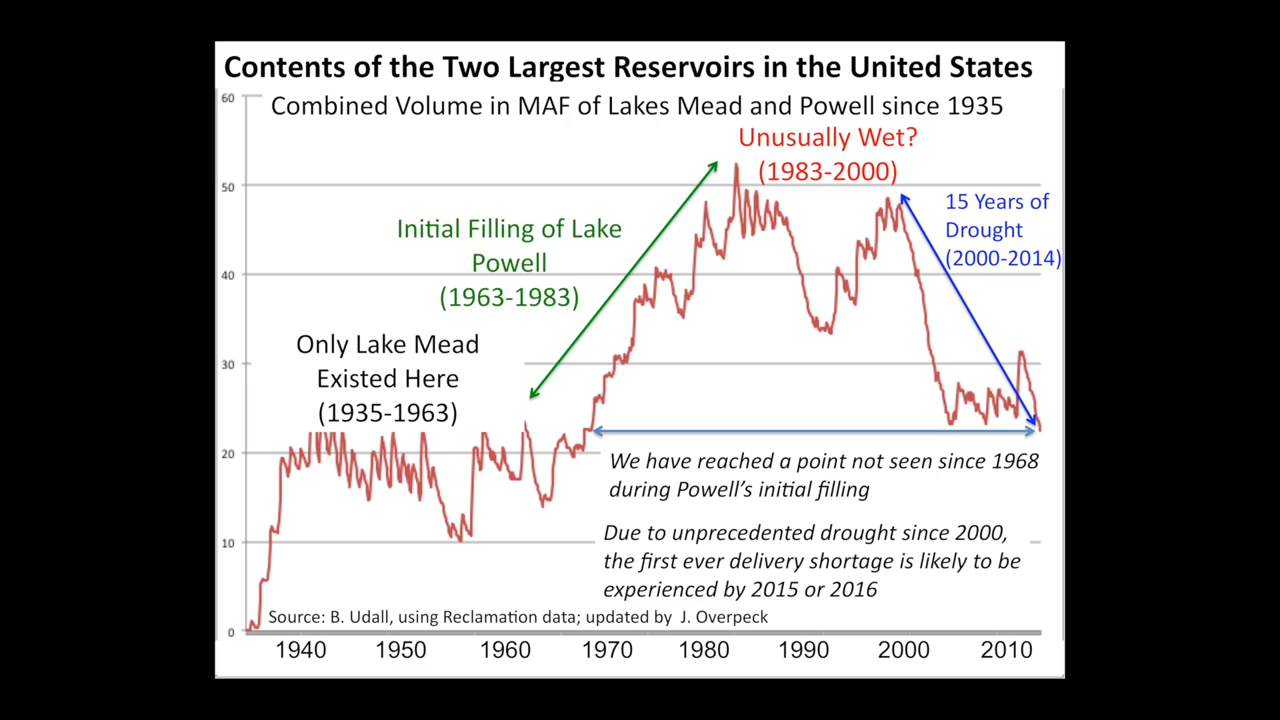 Contents of the Two Largest Reservoirs in the United States
Combined Volume in MAF of Lakes Mead and Powell since 1935
60
50
40
30
20
10
0
Unusually Wet?
(1983-2000)
15 Years of
Drought
(2000-2014)
Initial Filling of Lake
Powell
(1963-1983)
Only Lake Mead
Existed Here
(1935-1963)
We have reached a point not seen since 1968
during Powell's initial filling
Due to unprecedented drought since 2000,
the first ever delivery shortage is likely to be
experienced by 2015 or 2016
Source: B. Udall, using Reclamation data; updated by J. Overpeck
1940 1950 1960 1970 1980 1990 2000 2010